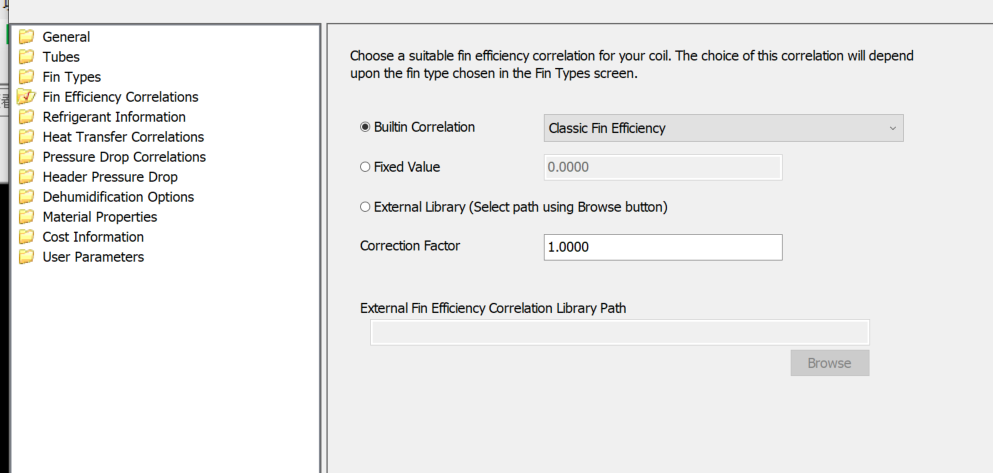 General
Tubes
Fin Types
Fin Efficiency Correlations
Refrigerant Information
Heat Transfer Correlations
Pressure Drop Correlations
Header Pressure Drop
Dehumidification Options
Material Properties
Cost Information
User Parameters
Choose a suitable fin efficiency correlation for your coil. The choice of this correlation will depend
upon the fin type chosen in the Fin Types screen.
Builtin Correlation
Classic Fin Efficiency
Fixed Value
0.0000
External Library (Select path using Browse button)
Correction Factor
1.0000
External Fin Efficiency Correlation Library Path
Browse